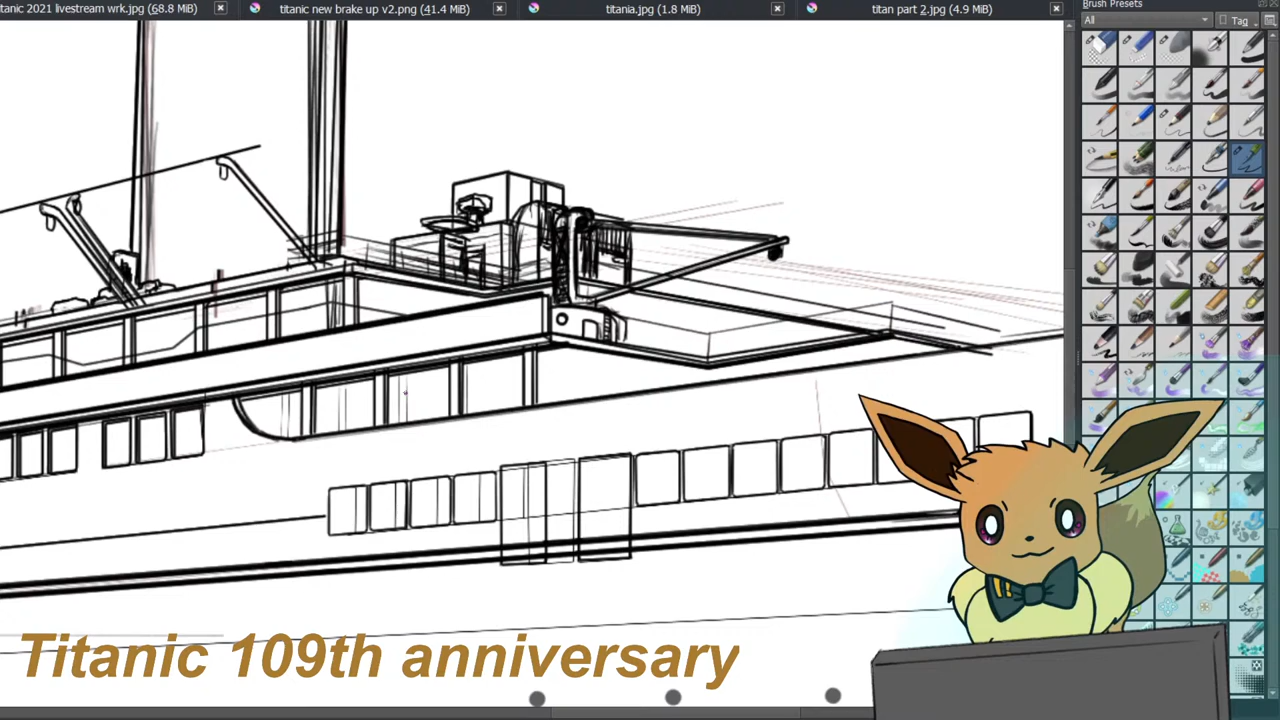 tanic 2021 livestream wrk.jpg (68.8 MiB)
titanic new brake up v2.png (41.4 MiB)
titania.jpg (1.8 MiB)
titan part 2.jpg (4.9 MiB)
Brush Presets
All
Tag
Titanic 109th anniversary